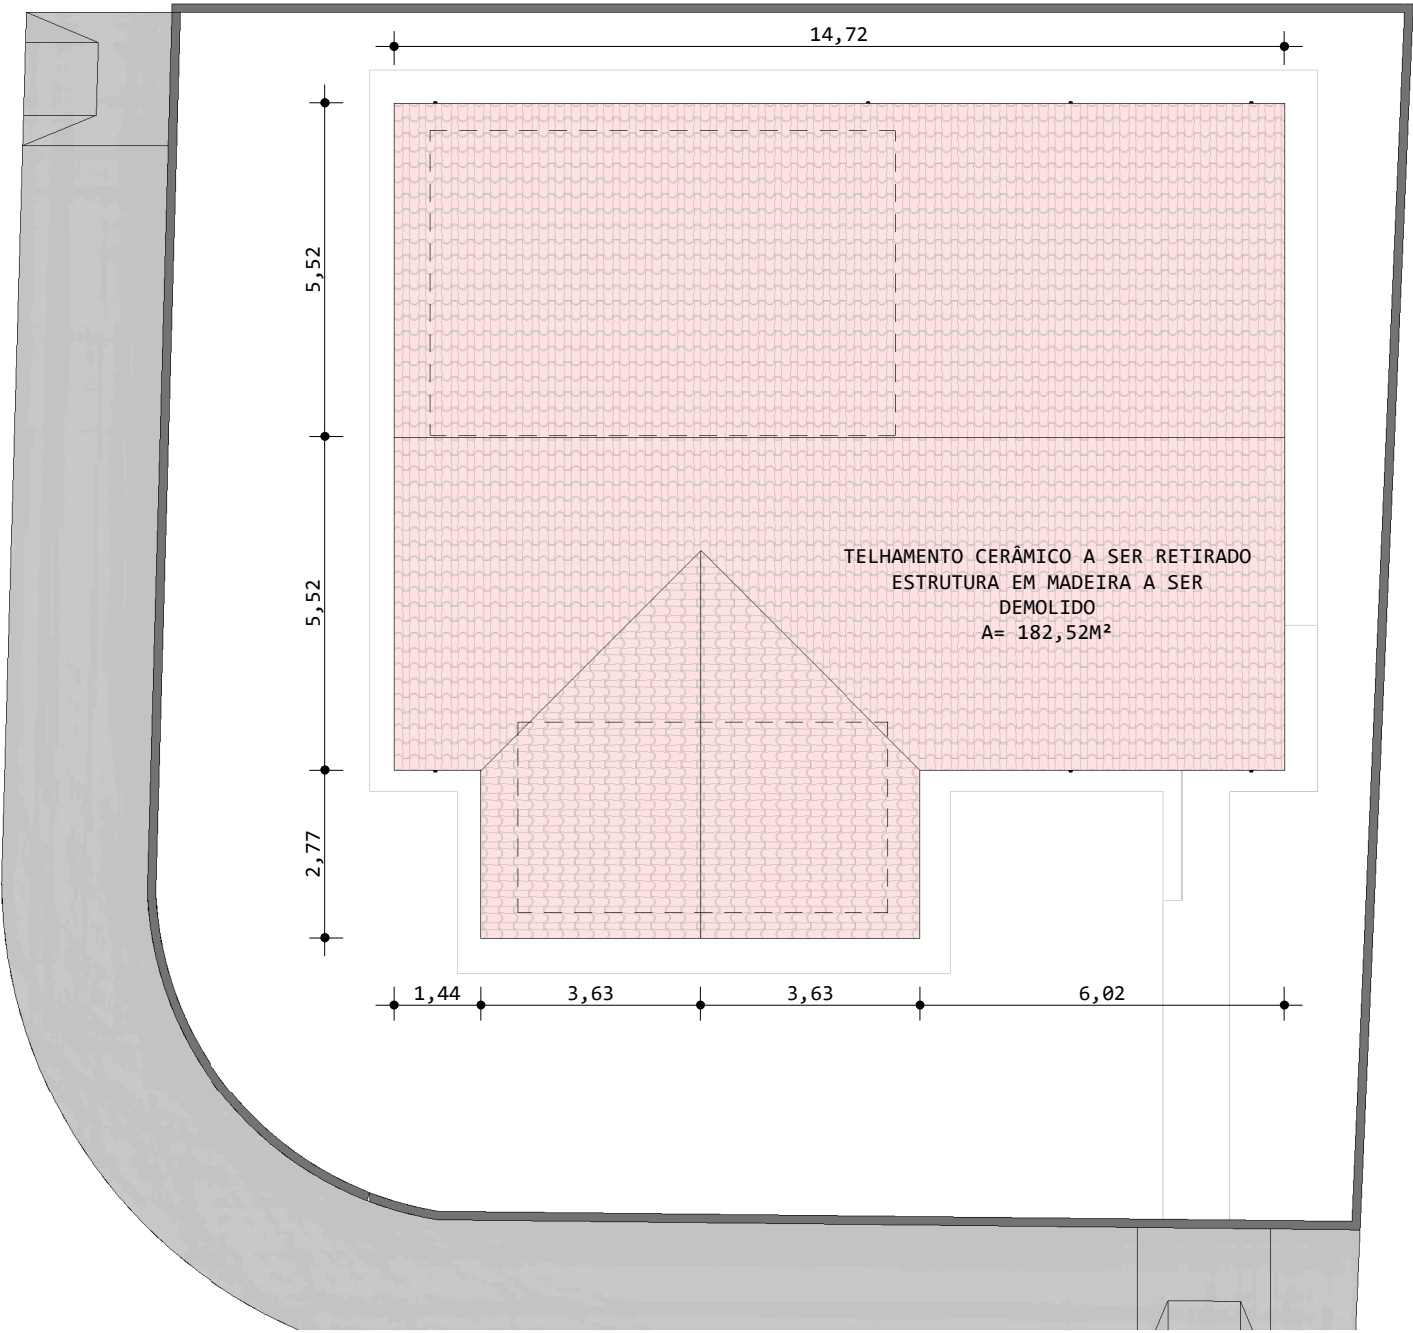 14,72
5,52
5,52
TELHAMENTO CERÂMICO A SER RETIRADO
ESTRUTURA EM MADEIRA A SER
DEMOLIDO
A= 182,52M²
2,77
1,44
3,63
3,63
6,02